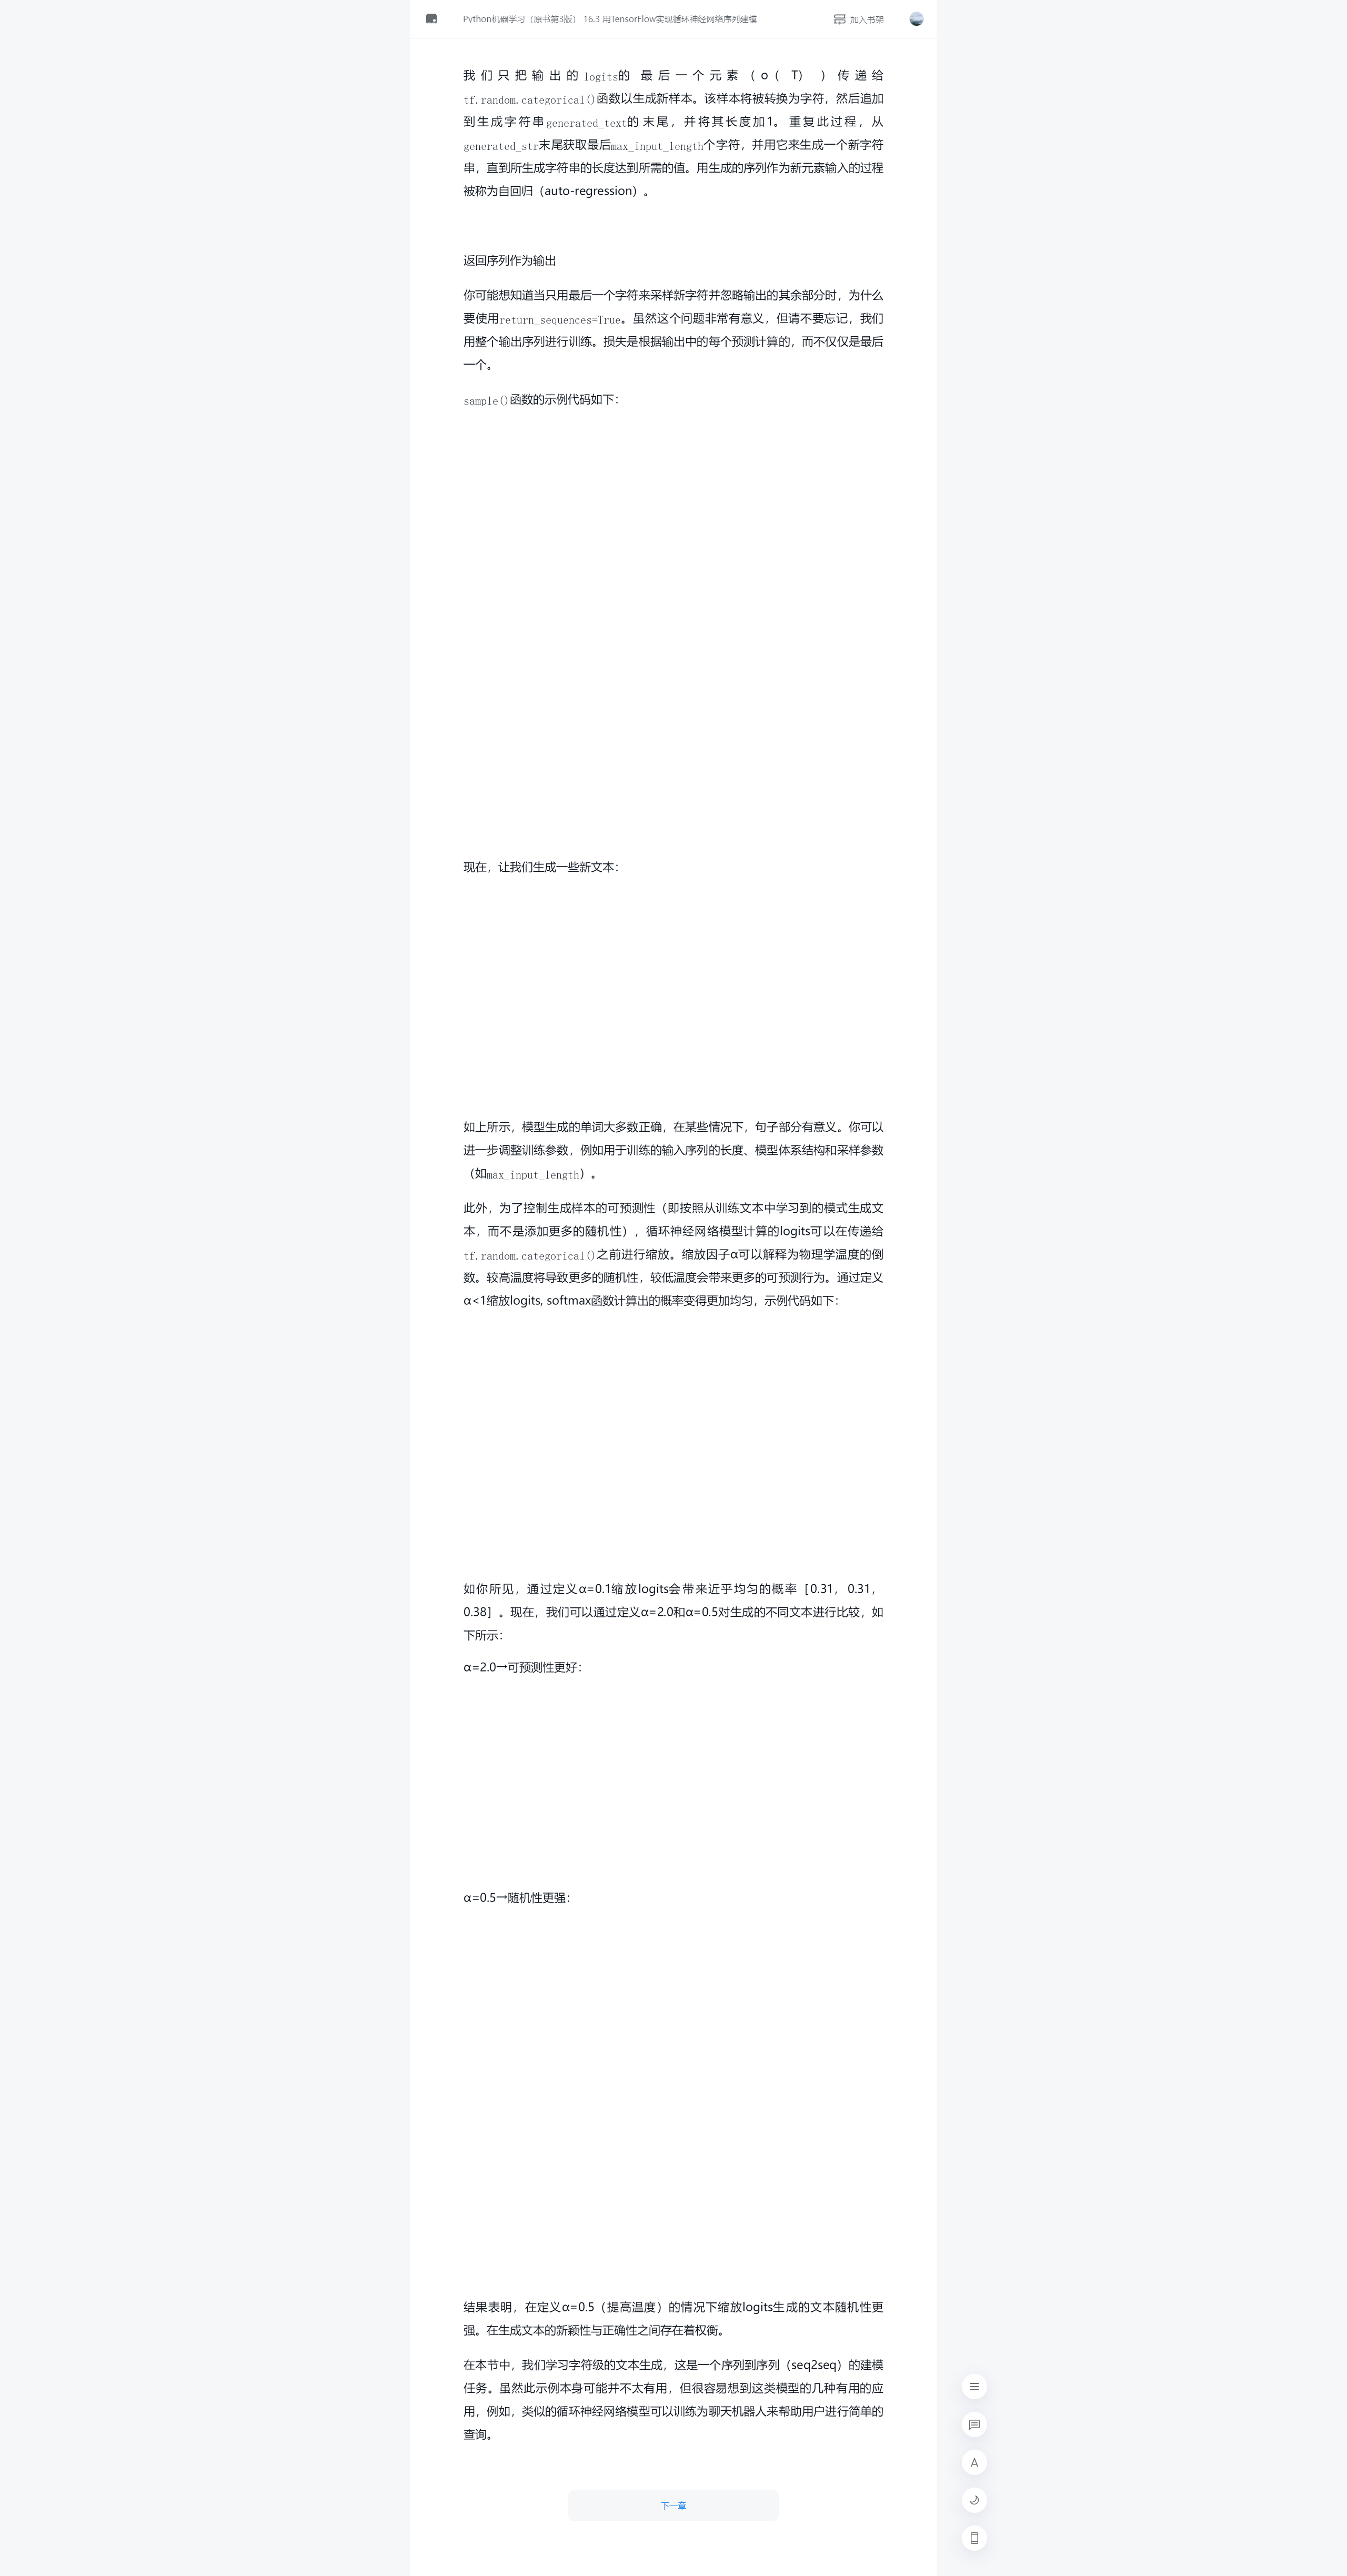 Python机器学习（原书第3版） 16.3 用TensorFlow实现循环神经网络序列建模
加入书架
我们只把输出的logits的 最后一个元素（o( T) ）传递给
tf.random.categorical()函数以生成新样本。该样本将被转换为字符，然后追加
到生成字符串generated_text的 末尾，并将其长度加1。 重复此过程，从
generated_str末尾获取最后max_input_length个字符，并用它来生成一个新字符
串，直到所生成字符串的长度达到所需的值。用生成的序列作为新元素输入的过程
被称为自回归（auto-regression）。
返回序列作为输出
你可能想知道当只用最后一个字符来采样新字符并忽略输出的其余部分时，为什么
要使用return_sequences=True。虽然这个问题非常有意义，但请不要忘记，我们
用整个输出序列进行训练。损失是根据输出中的每个预测计算的，而不仅仅是最后
一个。
sample()函数的示例代码如下：
现在，让我们生成一些新文本：
如上所示，模型生成的单词大多数正确，在某些情况下，句子部分有意义。你可以
进一步调整训练参数，例如用于训练的输入序列的长度、模型体系结构和采样参数
（如max_input_length）。
此外，为了控制生成样本的可预测性（即按照从训练文本中学习到的模式生成文
本，而不是添加更多的随机性），循环神经网络模型计算的logits可以在传递给
tf.random.categorical()之前进行缩放。缩放因子α可以解释为物理学温度的倒
数。较高温度将导致更多的随机性，较低温度会带来更多的可预测行为。通过定义
α<1缩放logits, softmax函数计算出的概率变得更加均匀，示例代码如下：
如你所见，通过定义α=0.1缩放logits会带来近乎均匀的概率［0.31，0.31，
0.38］。现在，我们可以通过定义α=2.0和α=0.5对生成的不同文本进行比较，如
下所示：
α=2.0→可预测性更好：
α=0.5→随机性更强：
结果表明，在定义α=0.5（提高温度）的情况下缩放logits生成的文本随机性更
强。在生成文本的新颖性与正确性之间存在着权衡。
在本节中，我们学习字符级的文本生成，这是一个序列到序列（seq2seq）的建模
任务。虽然此示例本身可能并不太有用，但很容易想到这类模型的几种有用的应
用，例如，类似的循环神经网络模型可以训练为聊天机器人来帮助用户进行简单的
查询。
下一章